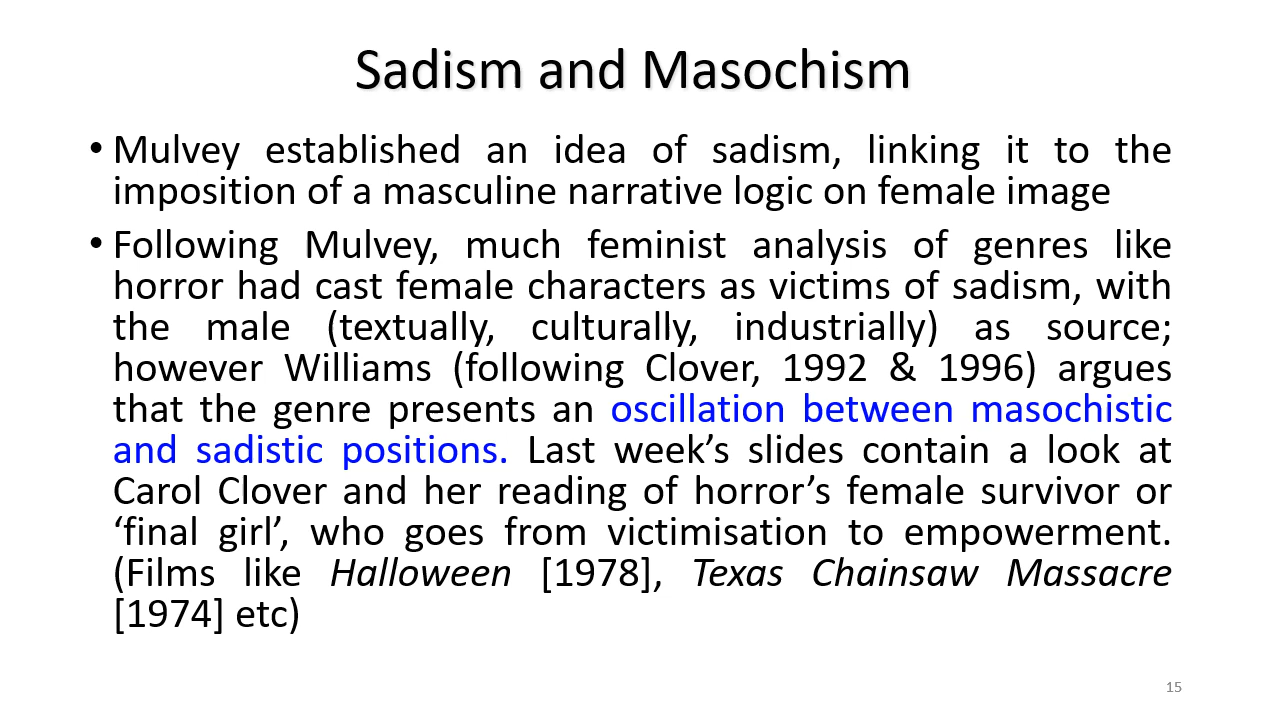 Sadism and Masochism
• Mulvey established an idea of sadism, linking it to the
imposition of a masculine narrative logic on female image
• Following Mulvey, much feminist analysis of genres like
horror had cast female characters as victims of sadism, with
the male (textually, culturally, industrially) as source;
however Williams (following Clover, 1992 & 1996) argues
that the genre presents an oscillation between masochistic
and sadistic positions. Last week’s slides contain a look at
Carol Clover and her reading of horror’s female survivor or
‘final girl’, who goes from victimisation to empowerment.
(Films like Halloween [1978], Texas Chainsaw Massacre
[1974] etc)
15